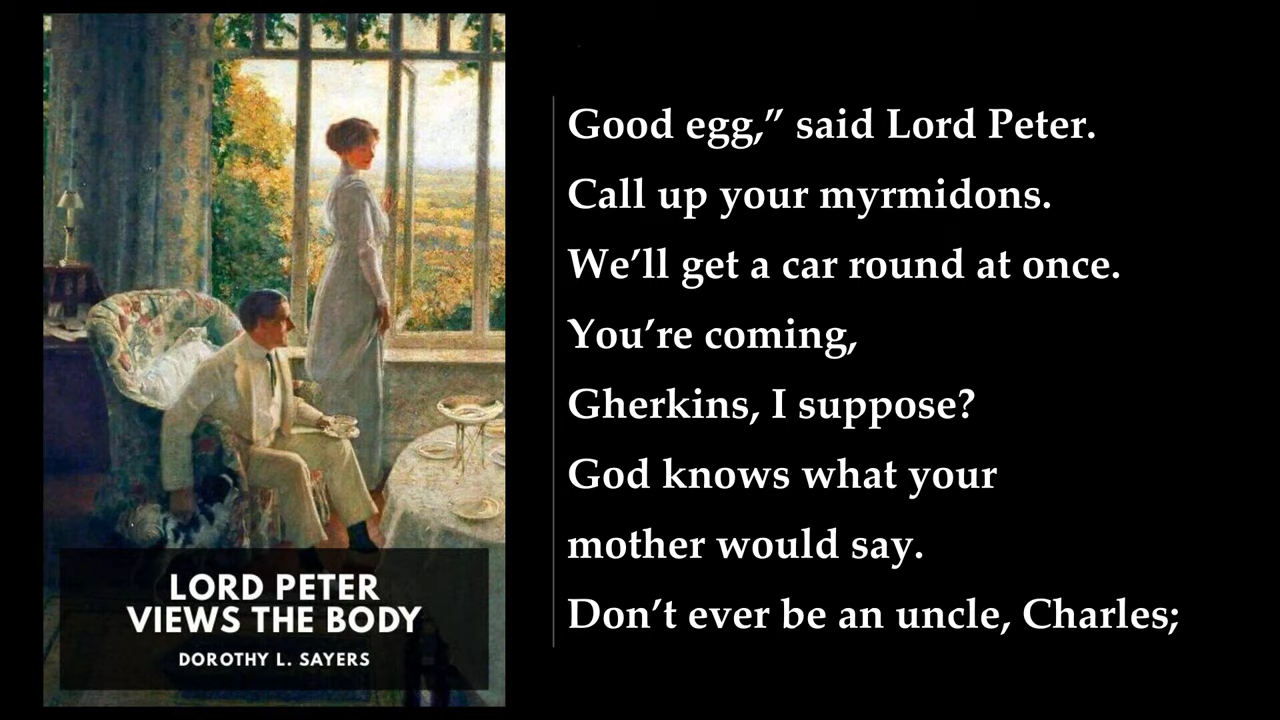 LORD PETER
VIEWS THE BODY
DOROTHY L. SAYERS
Good egg,” said Lord Peter.
Call up your myrmidons.
We’ll get a car round at once.
You’re coming,
Gherkins, I suppose?
God knows what your
mother would say.
Don’t ever be an uncle, Charles;